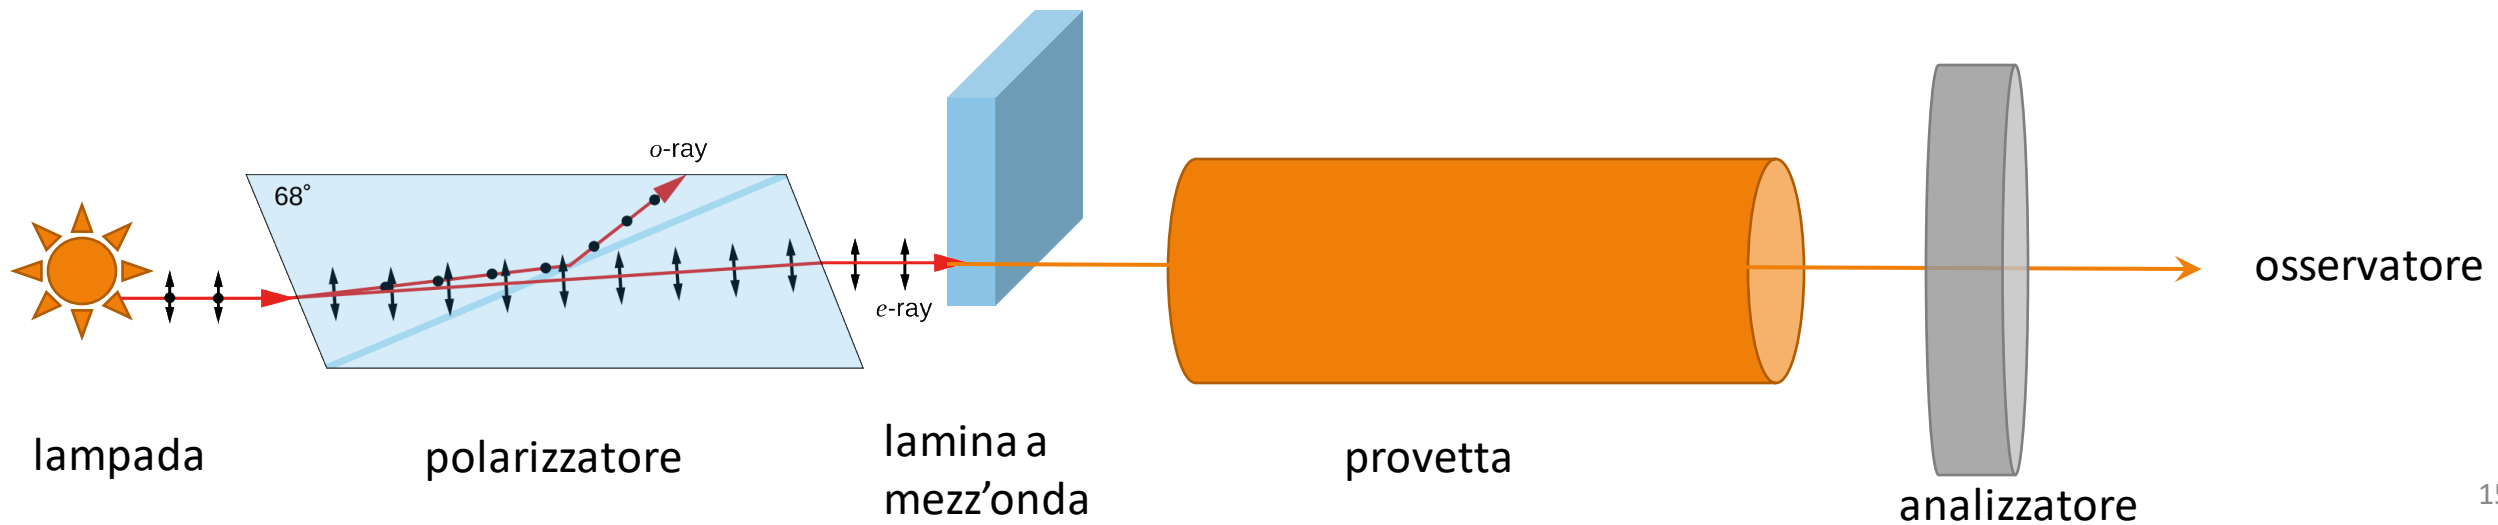 o-ray
68°
e-ray
osservatore
lampada
polarizzatore
lamina a
mezz’onda
provetta
analizzatore